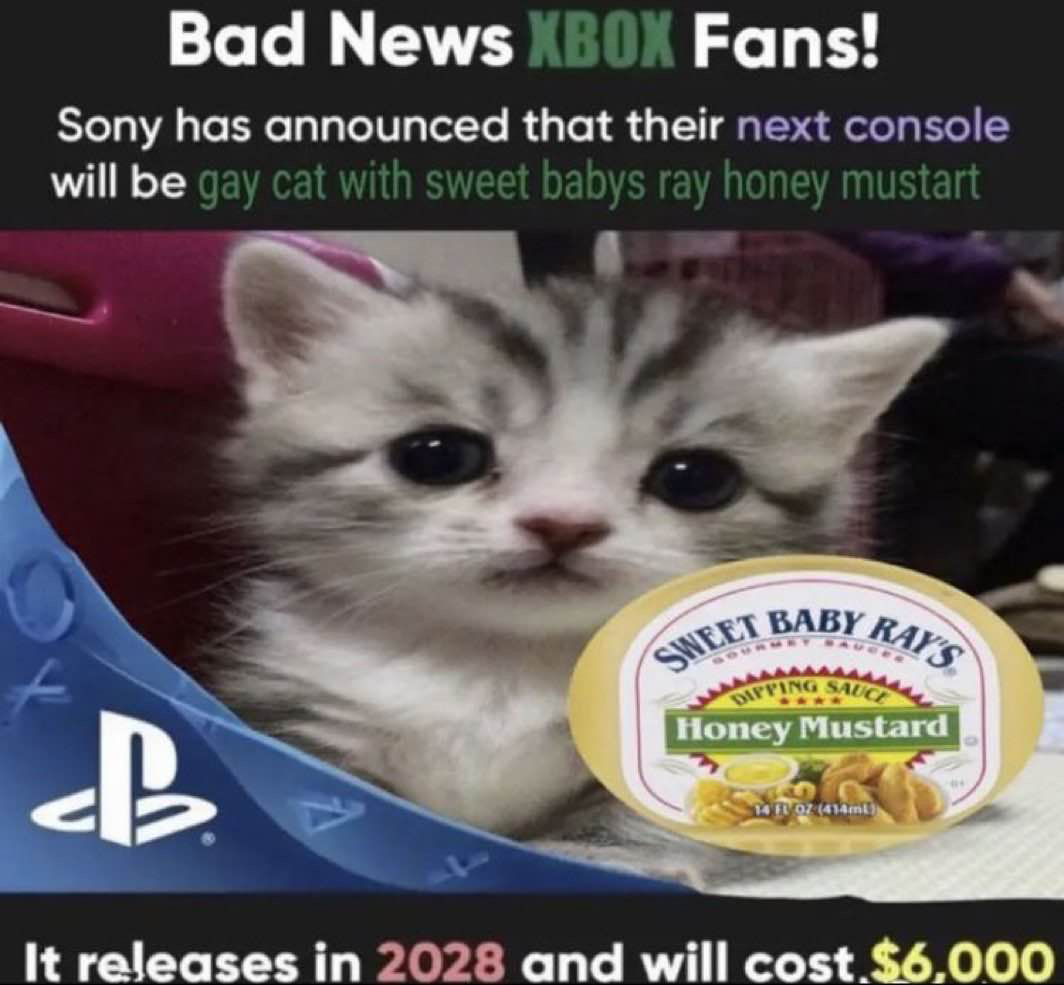 Bad News XBOX Fans!
Sony has announced that their next console
will be gay cat with sweet babys ray honey mustart
SWEET BABY RAY'S
GOURMET SAUCES
DIPPING SAUCE
Honey Mustard
14 FL OZ (414mL)
It releases in 2028 and will cost $6,000